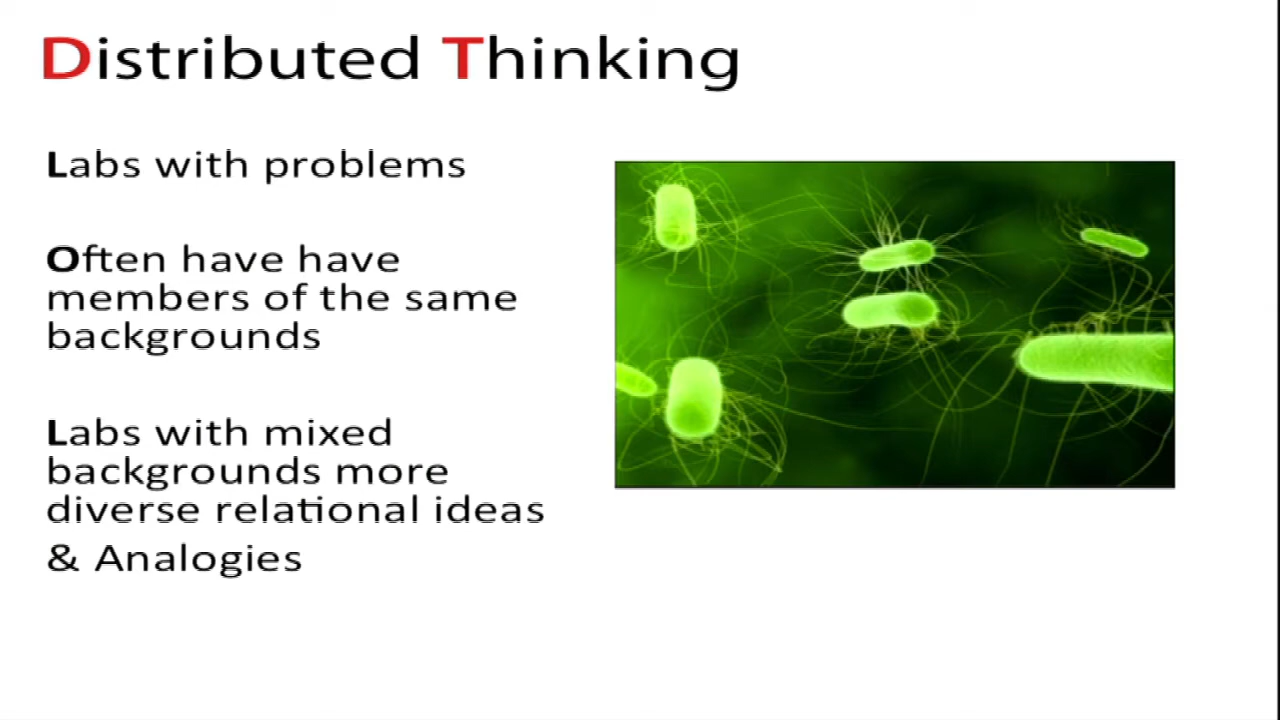 Distributed Thinking
Labs with problems
Often have have
members of the same
backgrounds
Labs with mixed
backgrounds more
diverse relational ideas
& Analogies